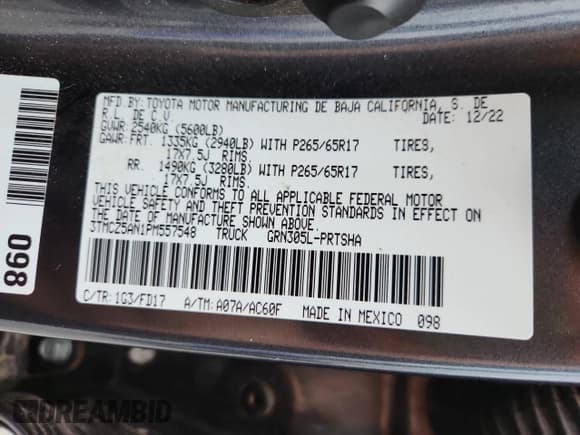 MFD.BY:TOYOTA MOTOR MANUFACTURING DE BAJA CALIFORNIA, S. DE
R.L. DE C.V. DATE: 12/22
GVWR:2540KG (5600LB)
GAWR:FRT. 1335KG (2940LB) WITH P265/65R17 TIRES,
17X7.5J RIMS.
RR. 1490KG (3280LB) WITH P265/65R17 TIRES,
17X7.5J RIMS.
THIS VEHICLE CONFORMS TO ALL APPLICABLE FEDERAL MOTOR
VEHICLE SAFETY AND THEFT PREVENTION STANDARDS IN EFFECT ON
THE DATE OF MANUFACTURE SHOWN ABOVE.
3TMCZ5AN1PM557548 TRUCK GRN305L-PRTSHA
C/TR:1G3/FD17 A/TM:A07A/AC60F MADE IN MEXICO 098
098
DREAMBID